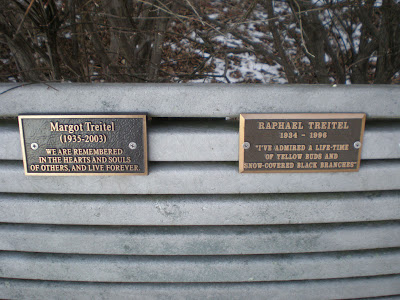 Margot Treitel
(1935-2003)
WE ARE REMEMBERED
IN THE HEARTS AND SOULS
OF OTHERS, AND LIVE FOREVER.
RAPHAEL TREITEL
1934 - 1996
"I'VE ADMIRED A LIFE-TIME
OF YELLOW BUDS AND
SNOW-COVERED BLACK BRANCHES"